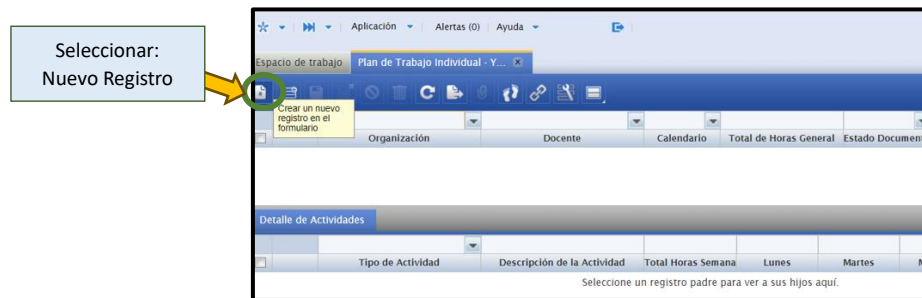 Seleccionar:
Nuevo Registro
Aplicación Alertas (0) Ayuda
Espacio de trabajo Plan de Trabajo Individual - Y...
Crear un nuevo
registro en el
formulario
Organización Docente Calendario Total de Horas General Estado Documen
Detalle de Actividades
Tipo de Actividad Descripción de la Actividad Total Horas Semana Lunes Martes
Seleccione un registro padre para ver a sus hijos aquí.